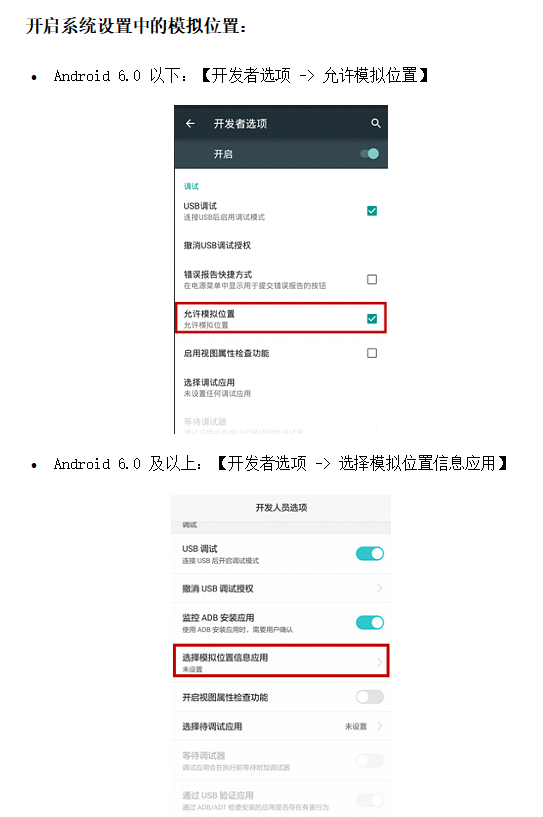 开启系统设置中的模拟位置：
Android 6.0 以下：【开发者选项 -> 允许模拟位置】
开发者选项
开启
调试
USB调试
连接USB后启用调试模式
撤消USB调试授权
错误报告快捷方式
在电源菜单中显示用于提交错误报告的按钮
允许模拟位置
允许模拟位置
启用视图属性检查功能
选择调试应用
未设置任何调试应用
等待调试器
Android 6.0 及以上：【开发者选项 -> 选择模拟位置信息应用】
开发人员选项
调试
USB 调试
连接 USB 后开启调试模式
撤消 USB 调试授权
监控 ADB 安装应用
使用 ADB 安装应用时，需要用户确认
选择模拟位置信息应用
未设置
开启视图属性检查功能
选择待调试应用 未设置
等待调试器
调试应用会在执行前等待附加调试器
通过 USB 验证应用
通过 ADB/ADT 检查安装的应用是否存在有害行为